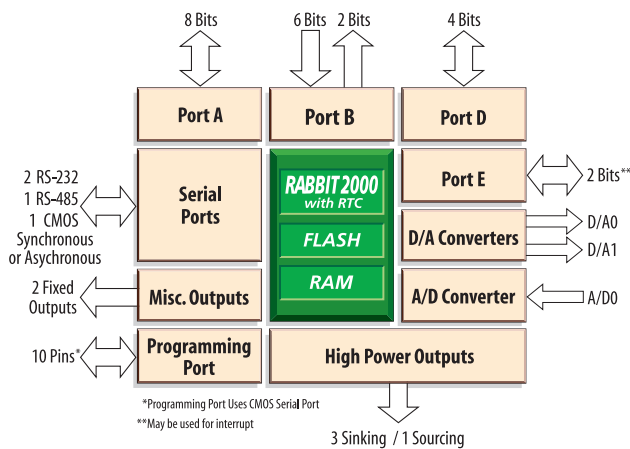 8 Bits
6 Bits
2 Bits
4 Bits
Port A
Port B
Port D
2 RS-232
1 RS-485
1 CMOS
Synchronous
or Asychronous
Serial
Ports
RABBIT 2000
with RTC
FLASH
RAM
Port E
2 Bits**
D/A Converters
D/A0
D/A1
2 Fixed
Outputs
Misc. Outputs
A/D Converter
A/D0
10 Pins*
Programming
Port
High Power Outputs
*Programming Port Uses CMOS Serial Port
**May be used for interrupt
3 Sinking / 1 Sourcing